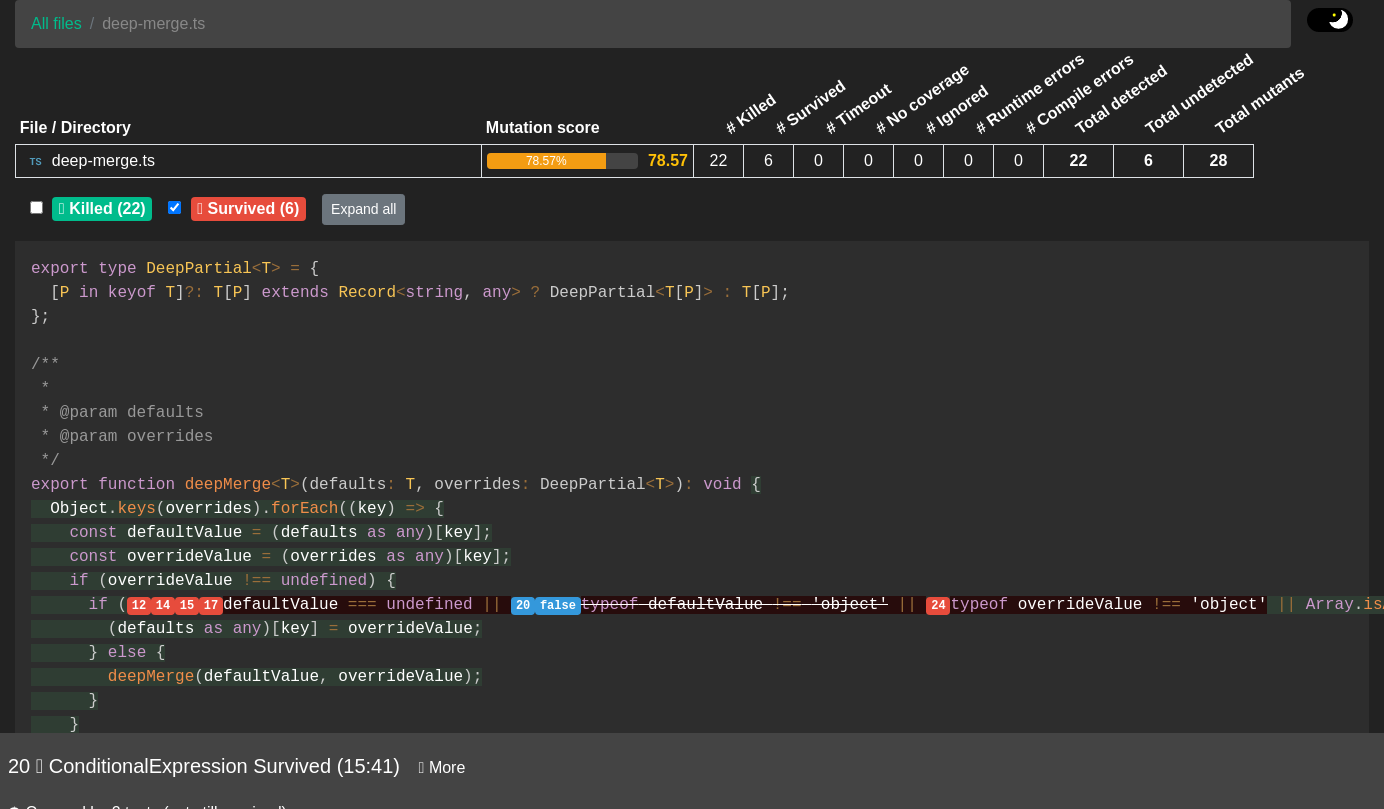 All files / deep-merge.ts
File / Directory Mutation score # Killed # Survived # Timeout # No coverage # Ignored # Runtime errors # Compile errors Total detected Total undetected Total mutants
TS deep-merge.ts 78.57% 78.57 22 6 0 0 0 0 0 22 6 28
Killed (22) Survived (6) Expand all
export type DeepPartial<T> = {
  [P in keyof T]?: T[P] extends Record<string, any> ? DeepPartial<T[P]> : T[P];
};
/**
 *
 * @param defaults
 * @param overrides
 */
export function deepMerge<T>(defaults: T, overrides: DeepPartial<T>): void {
  Object.keys(overrides).forEach((key) => {
    const defaultValue = (defaults as any)[key];
    const overrideValue = (overrides as any)[key];
    if (overrideValue !== undefined) {
      if (12 14 15 17 defaultValue === undefined || 20 false typeof defaultValue !== 'object' || 24 typeof overrideValue !== 'object' || Array.is
        (defaults as any)[key] = overrideValue;
      } else {
        deepMerge(defaultValue, overrideValue);
      }
    }
20 ConditionalExpression Survived (15:41) More